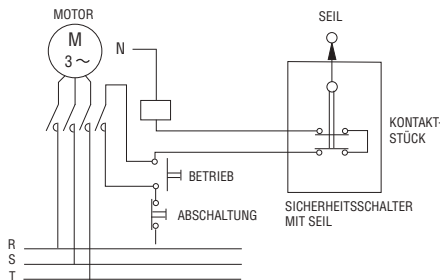 MOTOR
M
3 ~
N
SEIL
KONTAKT-
STÜCK
BETRIEB
ABSCHALTUNG
SICHERHEITSSCHALTER
MIT SEIL
R
S
T